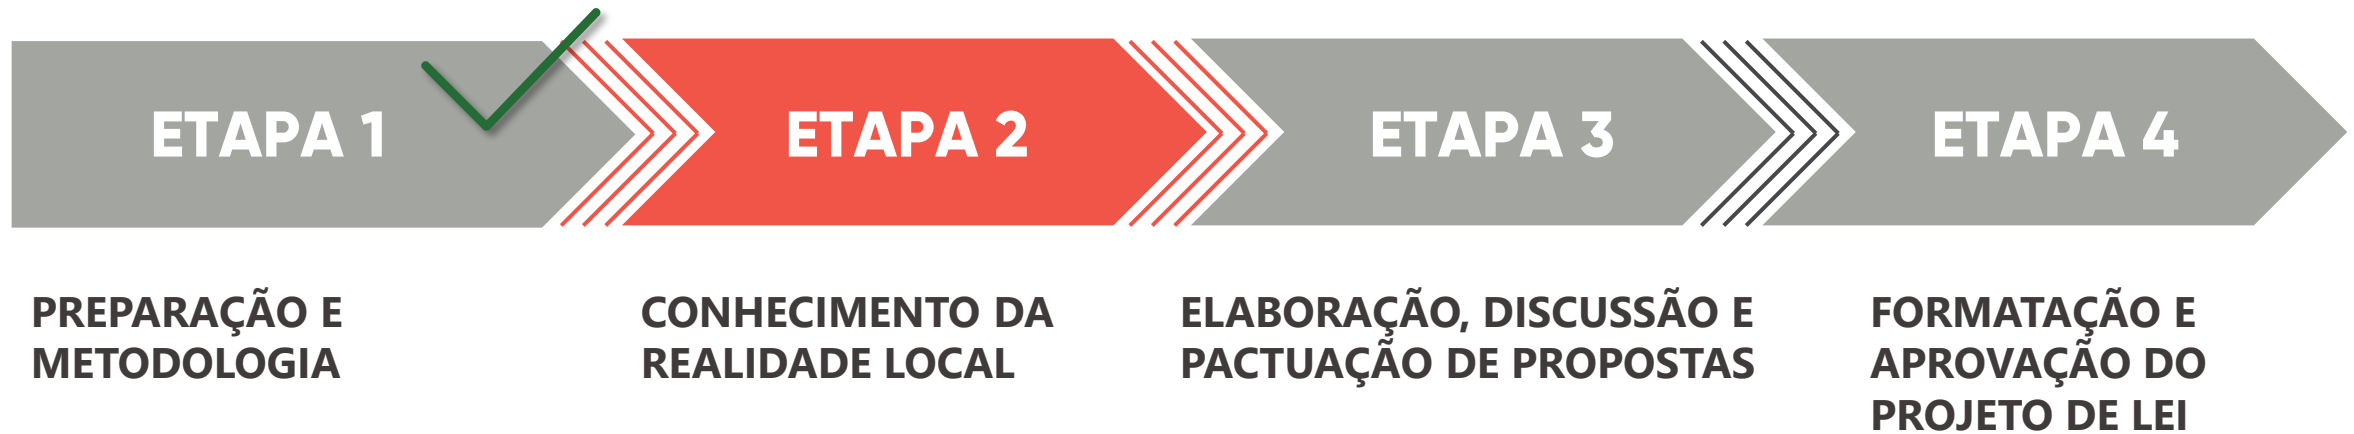 ETAPA 1
ETAPA 2
ETAPA 3
ETAPA 4
PREPARAÇÃO E
METODOLOGIA
CONHECIMENTO DA
REALIDADE LOCAL
ELABORAÇÃO, DISCUSSÃO E
PACTUAÇÃO DE PROPOSTAS
FORMATAÇÃO E
APROVAÇÃO DO
PROJETO DE LEI